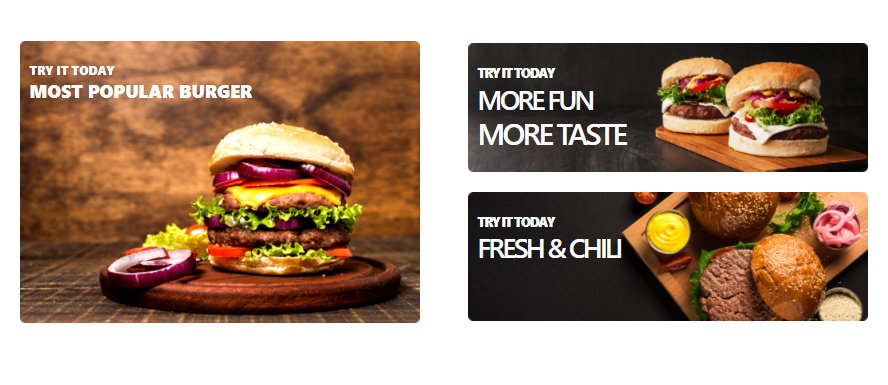 TRY IT TODAY
MOST POPULAR BURGER
TRY IT TODAY
MORE FUN
MORE TASTE
TRY IT TODAY
FRESH & CHILI